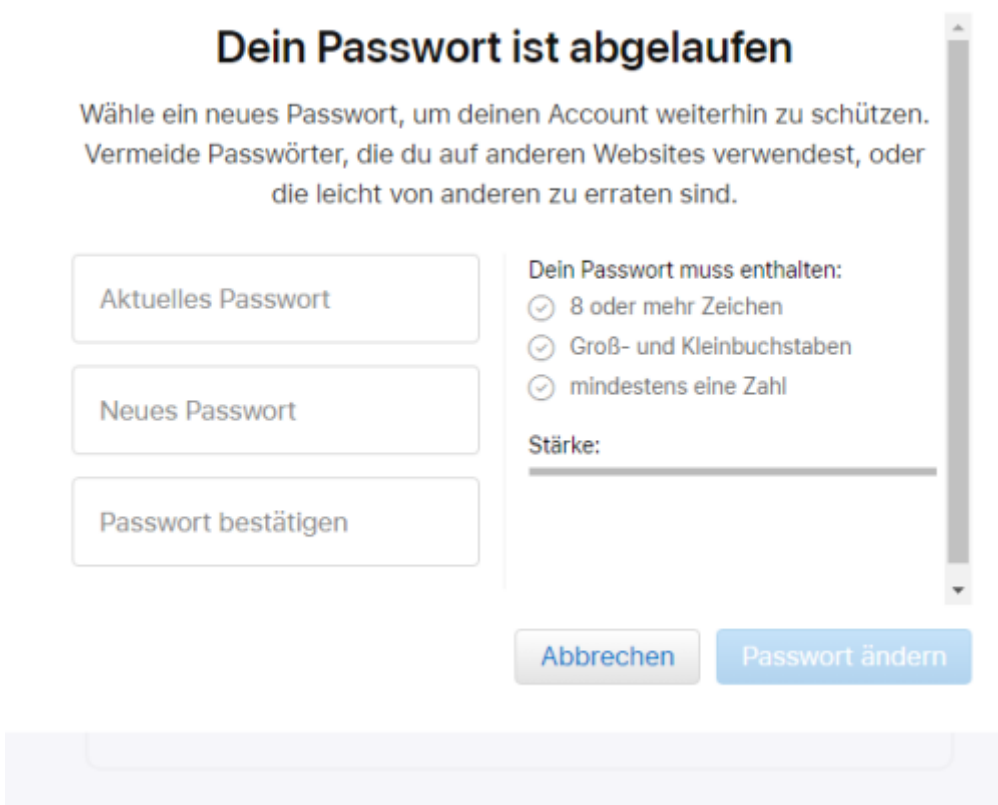 Dein Passwort ist abgelaufen
Wähle ein neues Passwort, um deinen Account weiterhin zu schützen.
Vermeide Passwörter, die du auf anderen Websites verwendest, oder
die leicht von anderen zu erraten sind.
Aktuelles Passwort
Neues Passwort
Passwort bestätigen
Dein Passwort muss enthalten:
8 oder mehr Zeichen
Groß- und Kleinbuchstaben
mindestens eine Zahl
Stärke:
Abbrechen
Passwort ändern